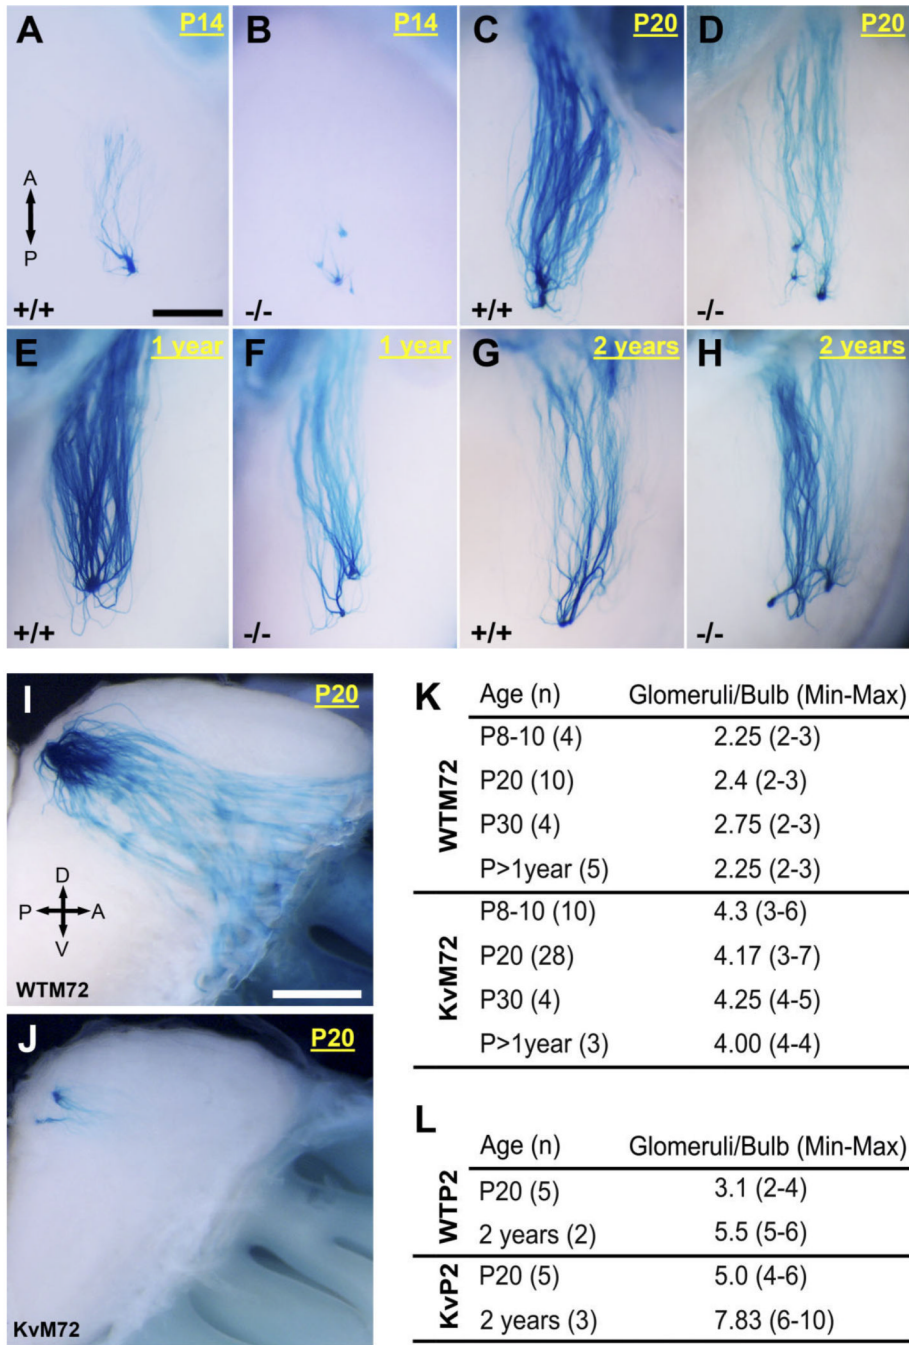 A P14
B P14
C P20
D P20
A
P
+/+
-/-
+/+
-/-
E 1 year
F 1 year
G 2 years
H 2 years
+/+
-/-
+/+
-/-
I P20
D
P A
V
WTM72
J P20
KvM72
K
Age (n) Glomeruli/Bulb (Min-Max)
WTM72
P8-10 (4) 2.25 (2-3)
P20 (10) 2.4 (2-3)
P30 (4) 2.75 (2-3)
P>1year (5) 2.25 (2-3)
KvM72
P8-10 (10) 4.3 (3-6)
P20 (28) 4.17 (3-7)
P30 (4) 4.25 (4-5)
P>1year (3) 4.00 (4-4)
L
Age (n) Glomeruli/Bulb (Min-Max)
WTP2
P20 (5) 3.1 (2-4)
2 years (2) 5.5 (5-6)
KvP2
P20 (5) 5.0 (4-6)
2 years (3) 7.83 (6-10)